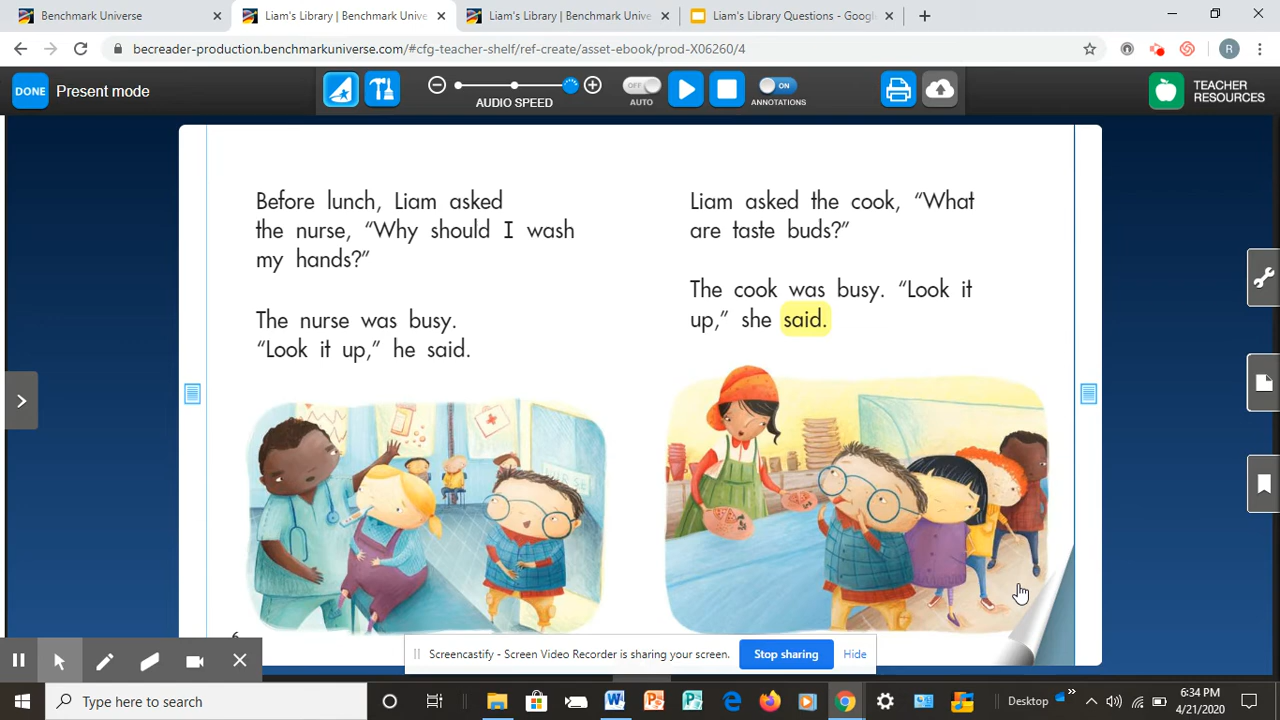 Benchmark Universe
Liam's Library | Benchmark Unive
Liam's Library | Benchmark Unive
Liam's Library Questions - Googl
becreader-production.benchmarkuniverse.com/#cfg-teacher-shelf/ref-create/asset-ebook/prod-X06260/4
R
DONE
Present mode
AUDIO SPEED
OFF
AUTO
ON
ANNOTATIONS
TEACHER
RESOURCES
Before lunch, Liam asked
the nurse, “Why should I wash
my hands?”
The nurse was busy.
“Look it up,” he said.
6
Liam asked the cook, “What
are taste buds?”
The cook was busy. “Look it
up,” she said.
Screencastify - Screen Video Recorder is sharing your screen.
Stop sharing
Hide
Type here to search
Desktop
6:34 PM
4/21/2020